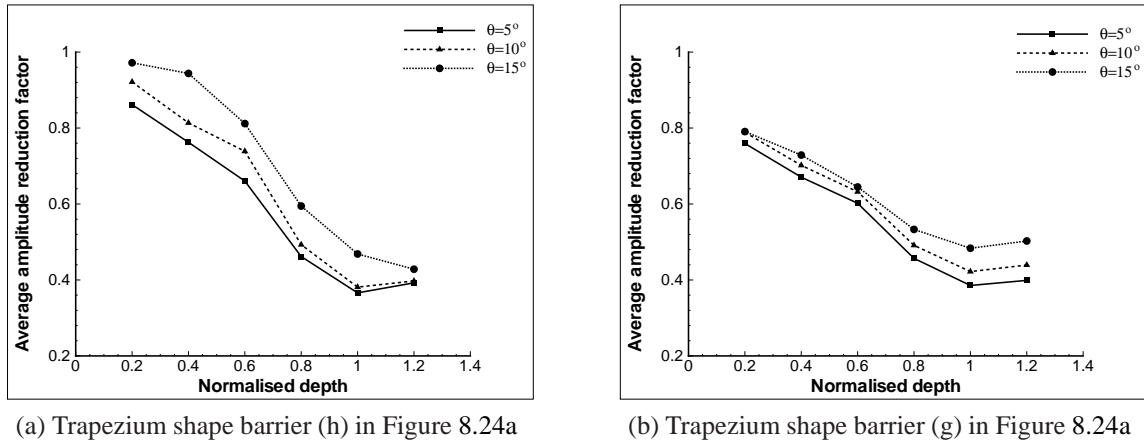 θ=5°
θ=10°
θ=15°
1
0.8
0.6
0.4
0.2
Average amplitude reduction factor
0 0.2 0.4 0.6 0.8 1 1.2 1.4
Normalised depth
(a) Trapezium shape barrier (h) in Figure 8.24a
θ=5°
θ=10°
θ=15°
1
0.8
0.6
0.4
0.2
Average amplitude reduction factor
0 0.2 0.4 0.6 0.8 1 1.2 1.4
Normalised depth
(b) Trapezium shape barrier (g) in Figure 8.24a